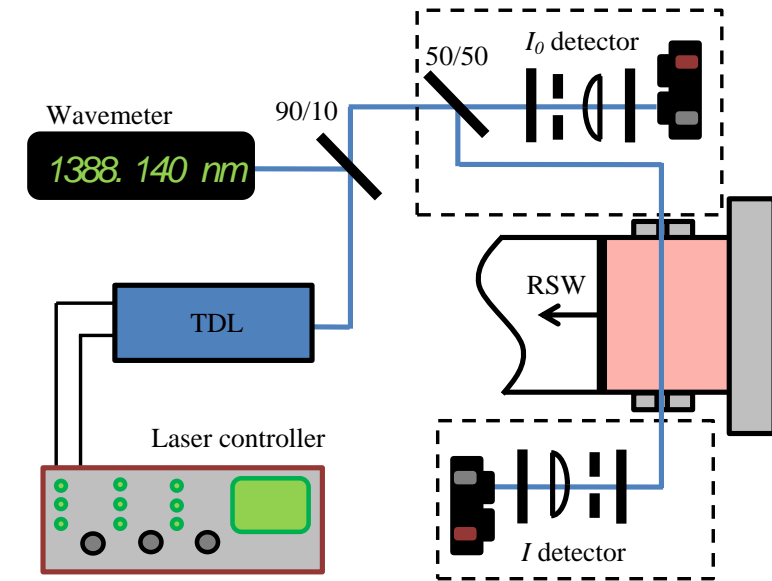 I0 detector
50/50
90/10
Wavemeter
1388. 140 nm
RSW
TDL
Laser controller
I detector